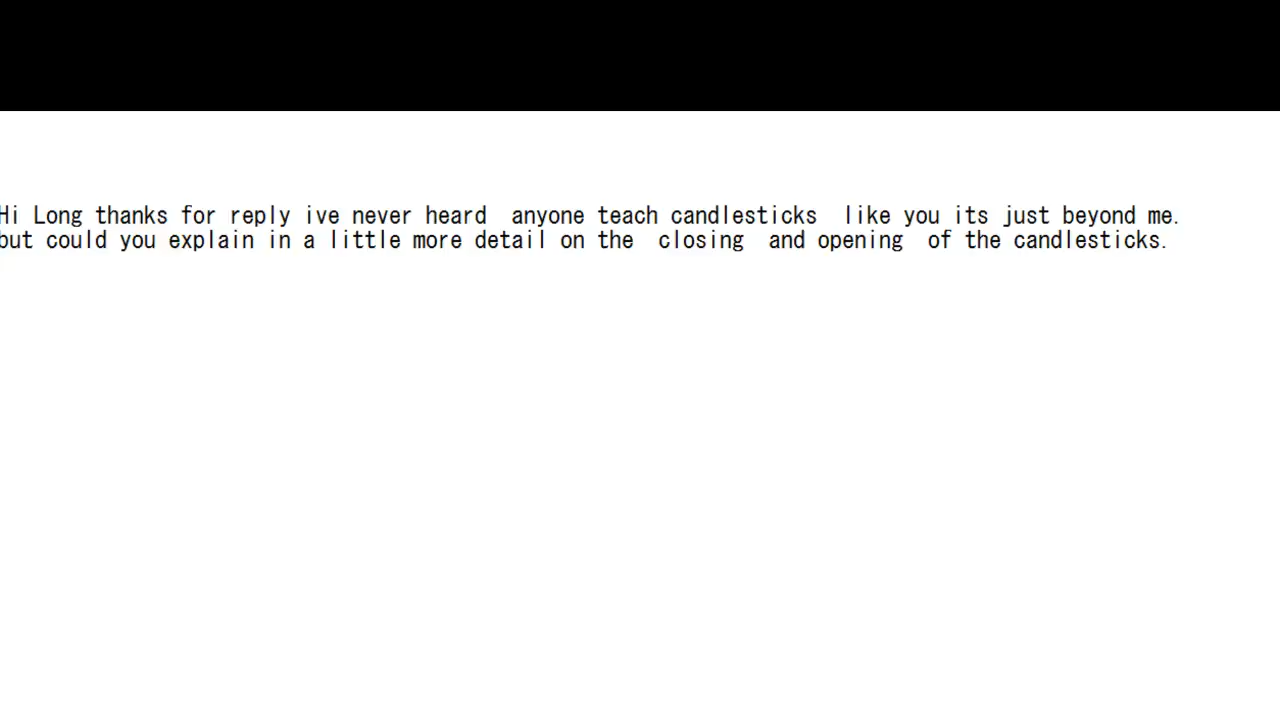 Hi Long thanks for reply ive never heard  anyone teach candlesticks  like you its just beyond me.
but could you explain in a little more detail on the  closing  and opening  of the candlesticks.